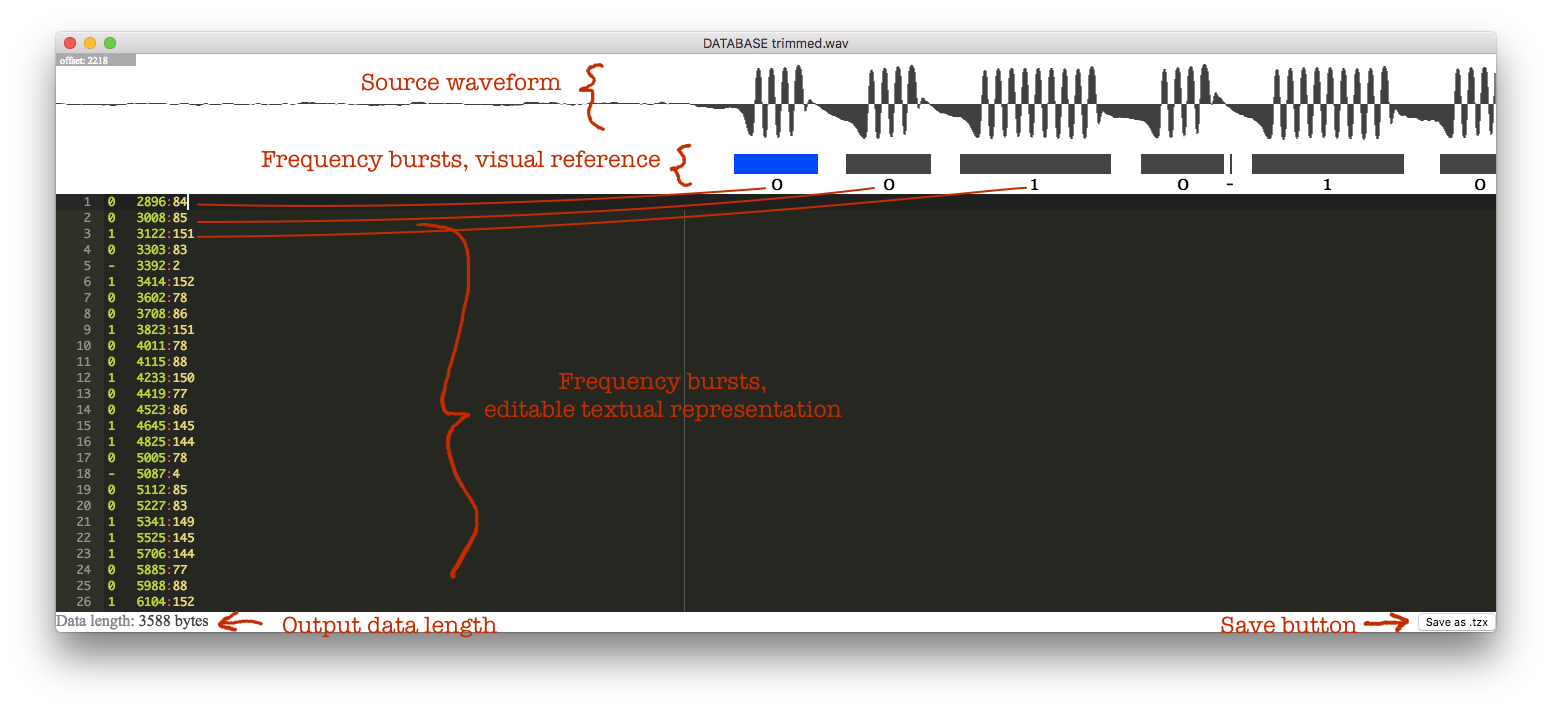 DATABASE trimmed.wav
offset: 2218
Source waveform
Frequency bursts, visual reference
0 0 1 0 - 1 0
1 0 2896:84
2 0 3008:85
3 1 3122:151
4 0 3303:83
5 - 3392:2
6 1 3414:152
7 0 3602:78
8 0 3708:86
9 1 3823:151
10 0 4011:78
11 0 4115:88
12 1 4233:150
13 0 4419:77
14 0 4523:86
15 1 4645:145
16 1 4825:144
17 0 5005:78
18 - 5087:4
19 0 5112:85
20 0 5227:83
21 1 5341:149
22 1 5525:145
23 1 5706:144
24 0 5885:77
25 0 5988:88
26 1 6104:152
Frequency bursts,
editable textual representation
Data length: 3588 bytes
Output data length
Save button
Save as .tzx